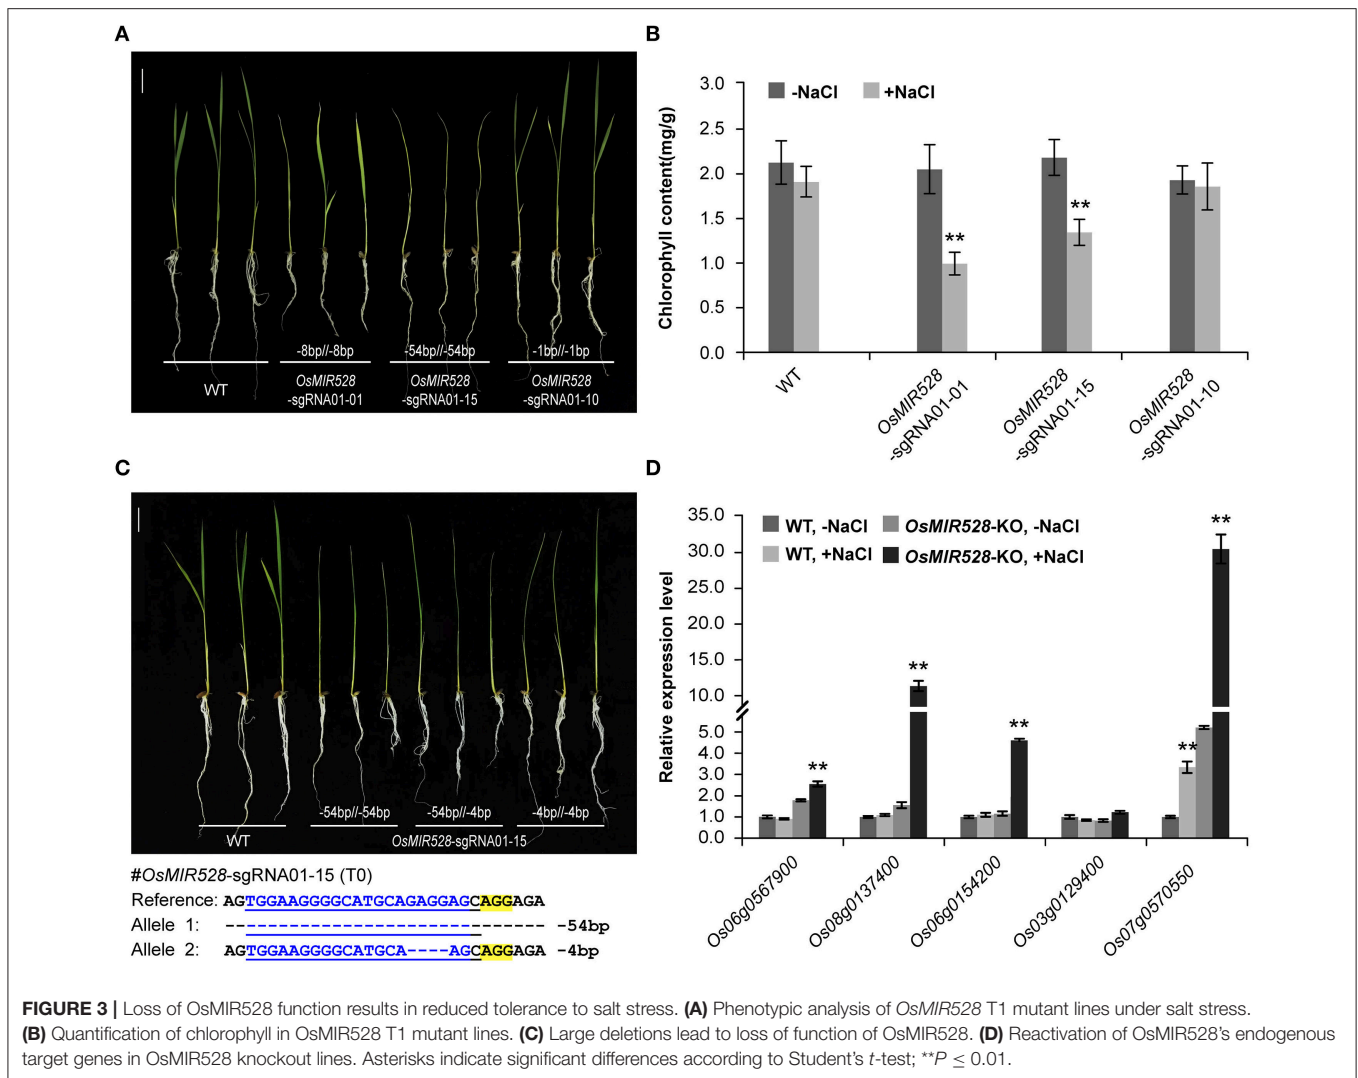 A
-8bp//-8bp
-54bp//-54bp
-1bp//-1bp
WT
OsMIR528
-sgRNA01-01
OsMIR528
-sgRNA01-15
OsMIR528
-sgRNA01-10
B
Chlorophyll content(mg/g)
-NaCl
+NaCl
3.0
2.5
2.0
1.5
1.0
0.5
0.0
**
**
WT
OsMIR528
-sgRNA01-01
OsMIR528
-sgRNA01-15
OsMIR528
-sgRNA01-10
C
-54bp//-54bp
-54bp//-4bp
-4bp//-4bp
WT
OsMIR528-sgRNA01-15
#OsMIR528-sgRNA01-15 (T0)
Reference: AGTGGAAGGGGCATGCAGAGGAGCAGGAGA
Allele 1: ------------------------------ -54bp
Allele 2: AGTGGAAGGGGCATGCA----AGCAGGAGA -4bp
D
Relative expression level
WT, -NaCl
OsMIR528-KO, -NaCl
WT, +NaCl
OsMIR528-KO, +NaCl
35.0
30.0
25.0
20.0
15.0
10.0
5.0
4.0
3.0
2.0
1.0
0.0
**
**
**
**
**
Os06g0567900
Os08g0137400
Os06g0154200
Os03g0129400
Os07g0570550
FIGURE 3 | Loss of OsMIR528 function results in reduced tolerance to salt stress. (A) Phenotypic analysis of OsMIR528 T1 mutant lines under salt stress.
(B) Quantification of chlorophyll in OsMIR528 T1 mutant lines. (C) Large deletions lead to loss of function of OsMIR528. (D) Reactivation of OsMIR528's endogenous
target genes in OsMIR528 knockout lines. Asterisks indicate significant differences according to Student's t-test; **P ≤ 0.01.